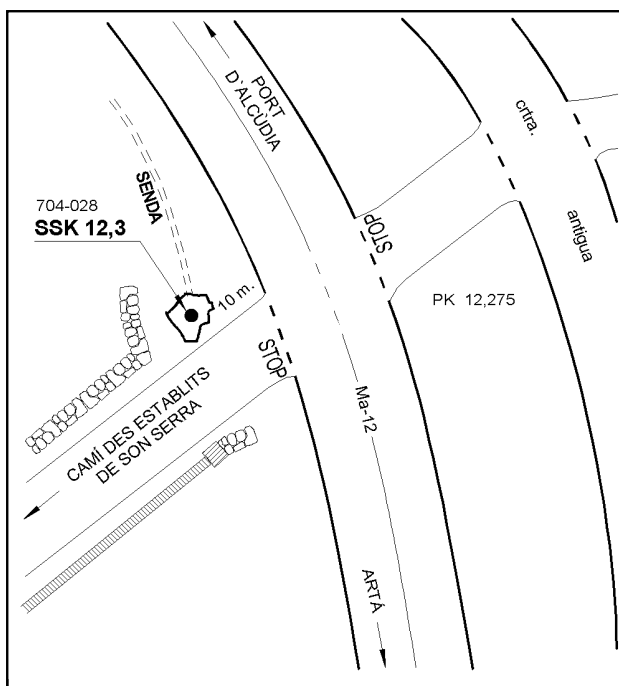 PORT
D`ALCÚDIA
crtra.
antigua
SENDA
704-028
SSK 12,3
10 m.
STOP
PK 12,275
STOP
Ma-12
CAMÍ DES ESTABLITS
DE SON SERRA
ARTÁ